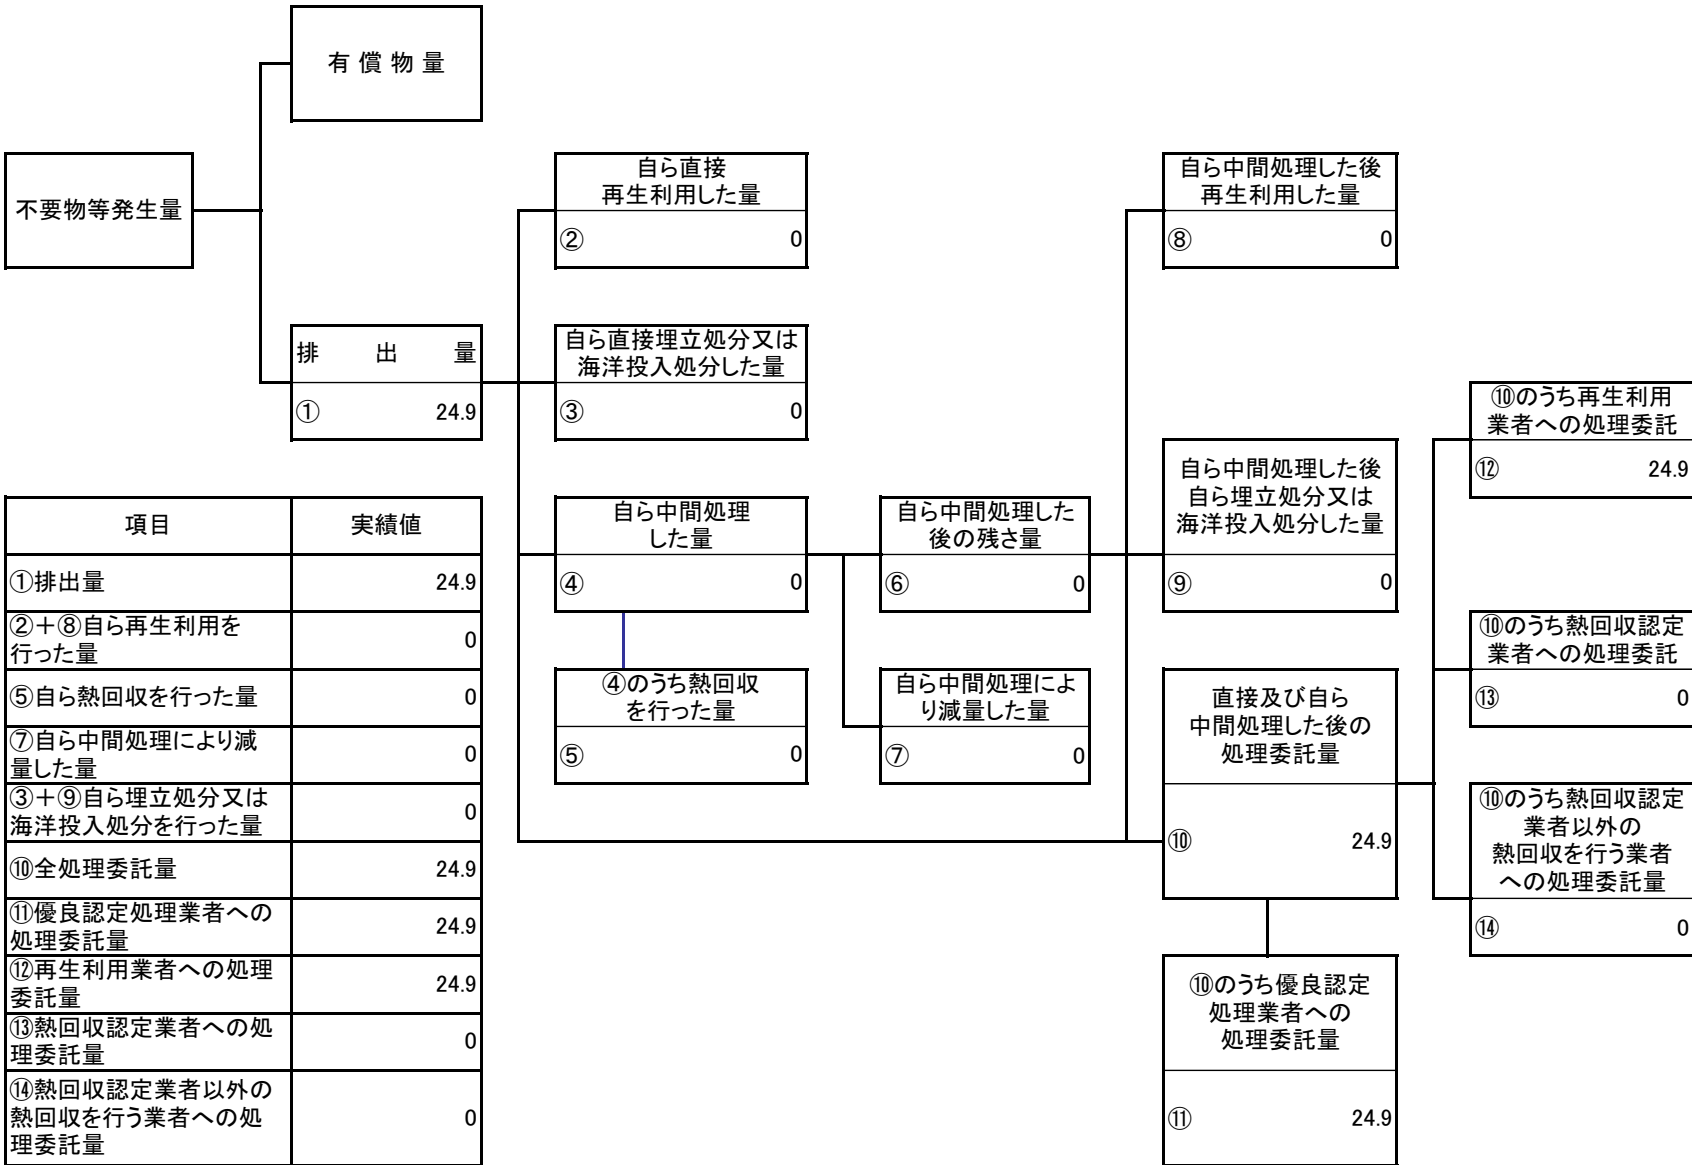 有 償 物 量
不要物等発生量
排 出 量
① 24.9
自ら直接
再生利用した量
② 0
自ら直接埋立処分又は
海洋投入処分した量
③ 0
自ら中間処理
した量
④ 0
④のうち熱回収
を行った量
⑤ 0
自ら中間処理した
後の残さ量
⑥ 0
自ら中間処理によ
り減量した量
⑦ 0
自ら中間処理した後
再生利用した量
⑧ 0
自ら中間処理した後
自ら埋立処分又は
海洋投入処分した量
⑨ 0
直接及び自ら
中間処理した後の
処理委託量
⑩ 24.9
⑩のうち優良認定
処理業者への
処理委託量
⑪ 24.9
⑩のうち再生利用
業者への処理委託
⑫ 24.9
⑩のうち熱回収認定
業者への処理委託
⑬ 0
⑩のうち熱回収認定
業者以外の
熱回収を行う業者
への処理委託量
⑭ 0
項目 実績値
①排出量 24.9
②+⑧自ら再生利用を
行った量 0
⑤自ら熱回収を行った量 0
⑦自ら中間処理により減
量した量 0
③+⑨自ら埋立処分又は
海洋投入処分を行った量 0
⑩全処理委託量 24.9
⑪優良認定処理業者への
処理委託量 24.9
⑫再生利用業者への処理
委託量 24.9
⑬熱回収認定業者への処
理委託量 0
⑭熱回収認定業者以外の
熱回収を行う業者への処
理委託量 0